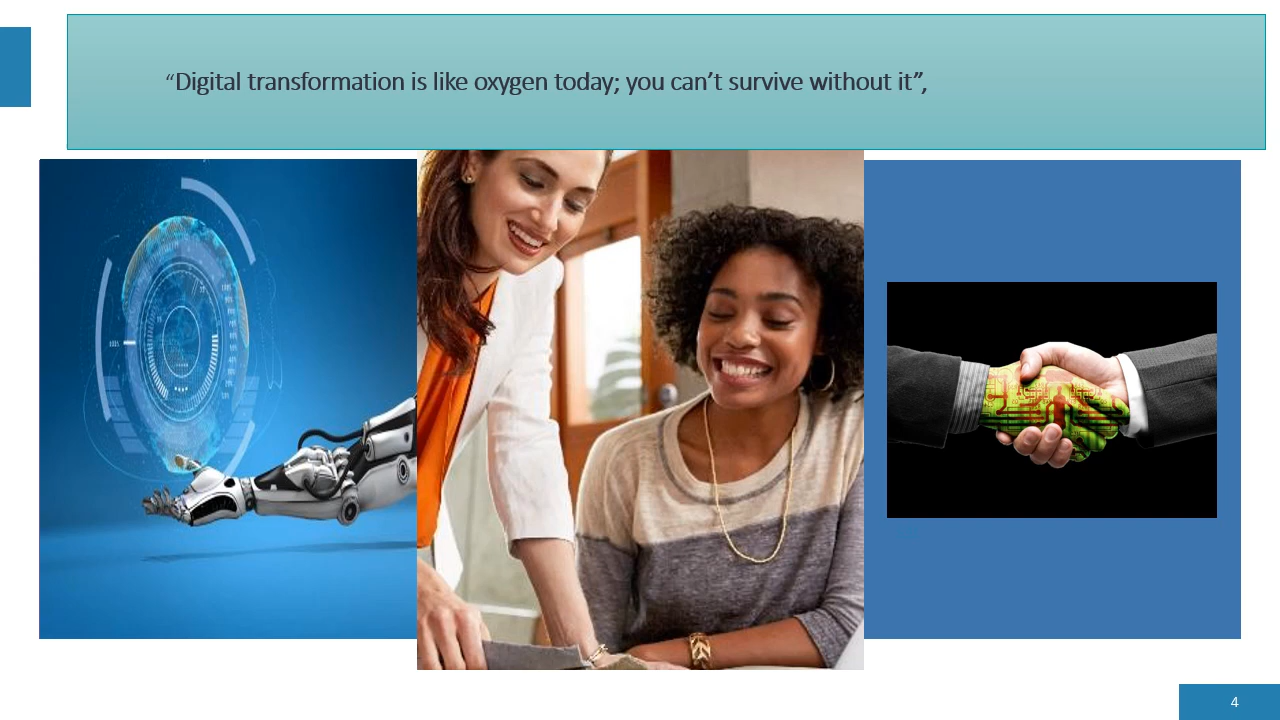 “Digital transformation is like oxygen today; you can’t survive without it”,
4